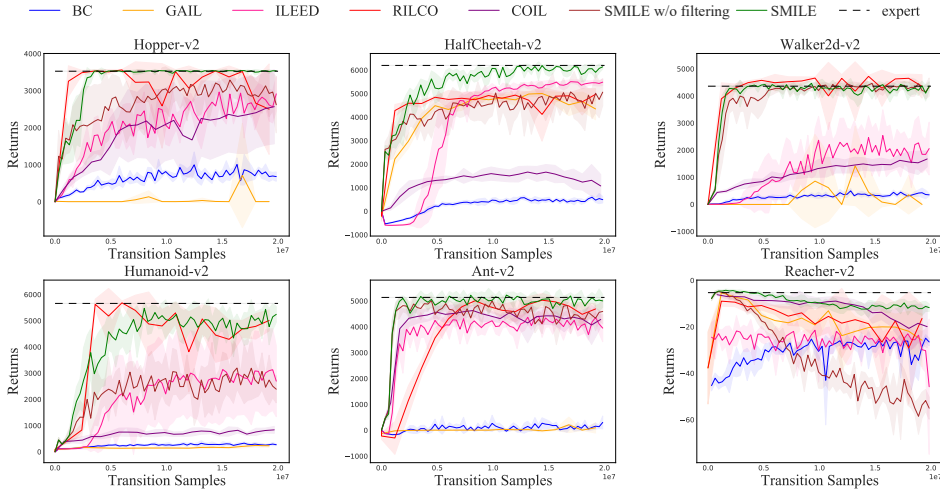 BC GAIL ILEED RILCO COIL SMILE w/o filtering SMILE expert
Hopper-v2 HalfCheetah-v2 Walker2d-v2
Returns
4000
3000
2000
1000
0
0.0 0.5 1.0 1.5 2.0
1e7
Transition Samples
Returns
6000
5000
4000
3000
2000
1000
0
−1000
0.0 0.5 1.0 1.5 2.0
1e7
Transition Samples
Returns
5000
4000
3000
2000
1000
0
−1000
0.0 0.5 1.0 1.5 2.0
1e7
Transition Samples
Humanoid-v2 Ant-v2 Reacher-v2
Returns
6000
5000
4000
3000
2000
1000
0
0.0 0.5 1.0 1.5 2.0
1e7
Transition Samples
Returns
5000
4000
3000
2000
1000
0
−1000
0.0 0.5 1.0 1.5 2.0
1e7
Transition Samples
Returns
0
−20
−40
−60
0.0 0.5 1.0 1.5 2.0
1e7
Transition Samples